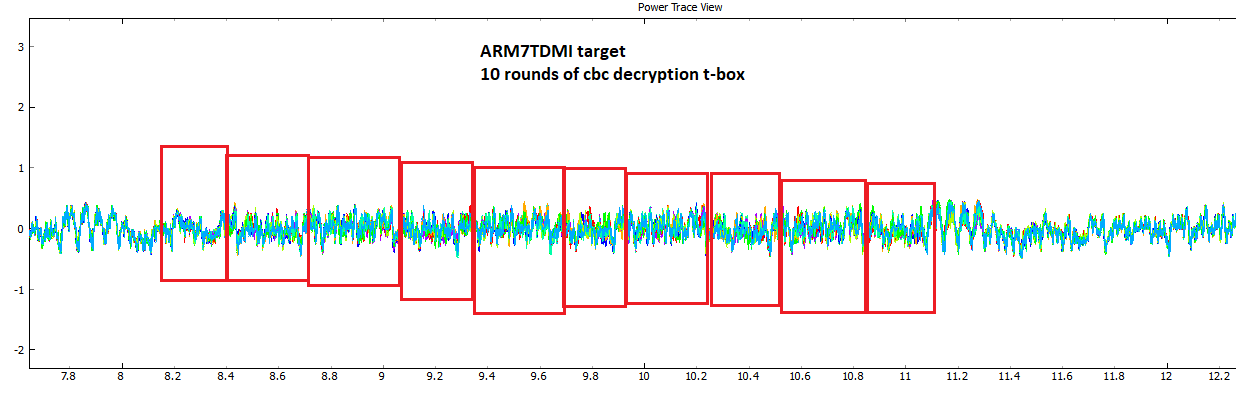 Power Trace View
ARM7TDMI target
10 rounds of cbc decryption t-box
3
2
1
0
-1
-2
7.8 8 8.2 8.4 8.6 8.8 9 9.2 9.4 9.6 9.8 10 10.2 10.4 10.6 10.8 11 11.2 11.4 11.6 11.8 12 12.2